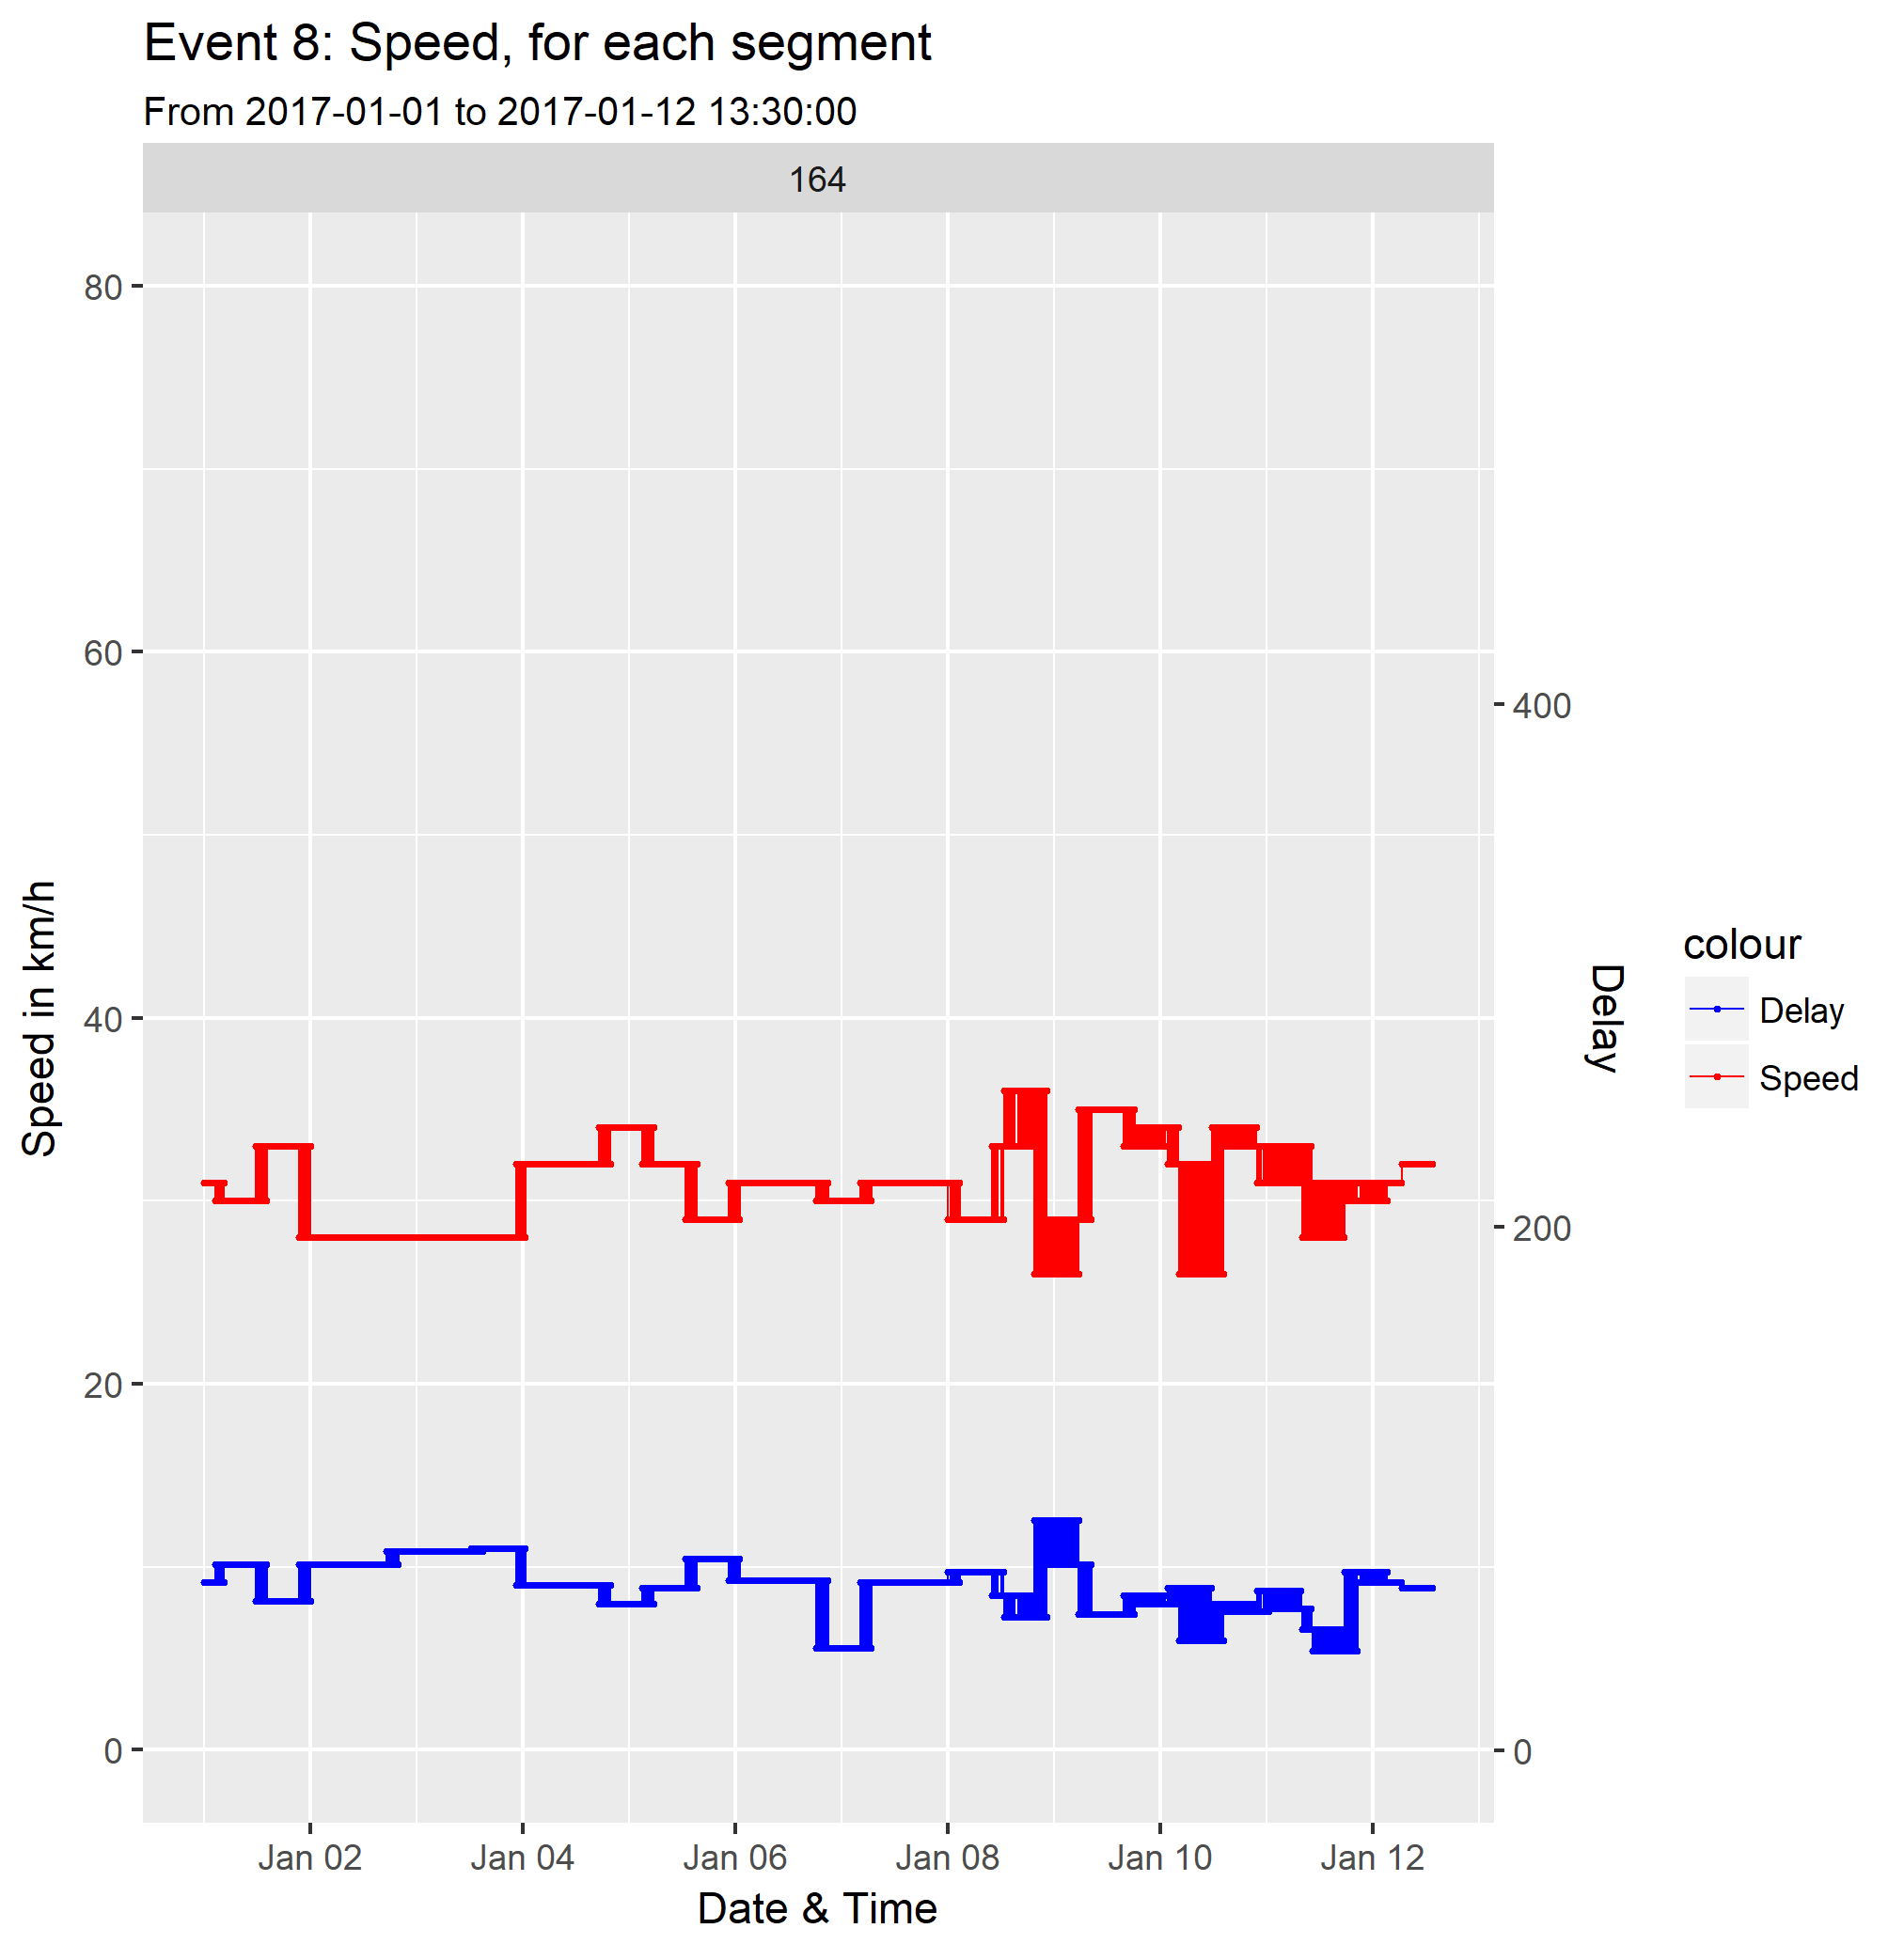 Event 8: Speed, for each segment
From 2017-01-01 to 2017-01-12 13:30:00
164
80
60
40
20
0
Speed in km/h
400
200
0
Delay
colour
Delay
Speed
Jan 02
Jan 04
Jan 06
Jan 08
Jan 10
Jan 12
Date & Time